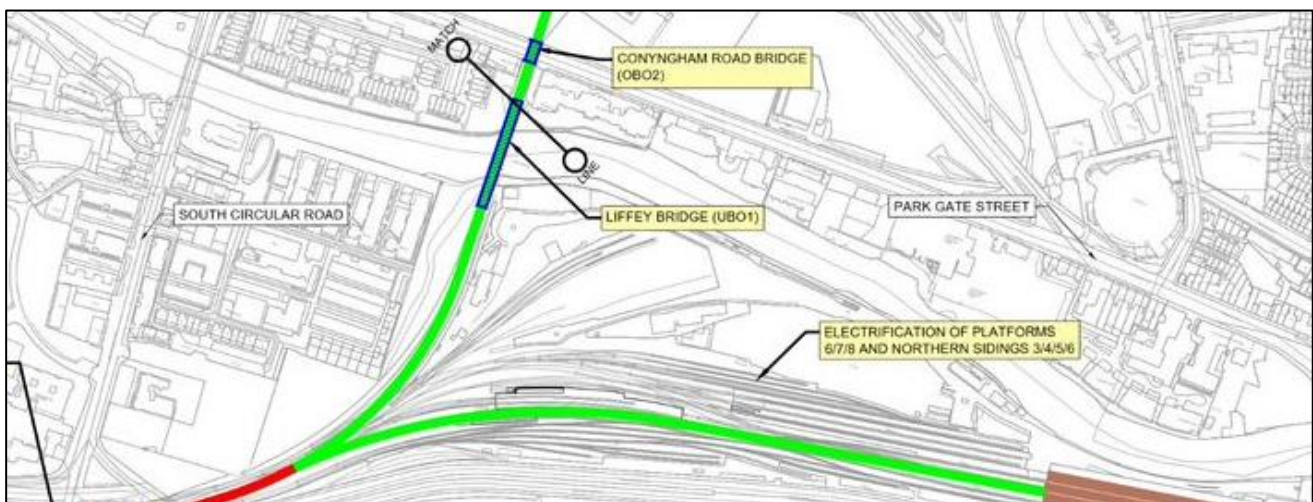 MATCH
LINE
CONYNGHAM ROAD BRIDGE
(OBO2)
SOUTH CIRCULAR ROAD
LIFFEY BRIDGE (UBO1)
PARK GATE STREET
ELECTRIFICATION OF PLATFORMS
6/7/8 AND NORTHERN SIDINGS 3/4/5/6